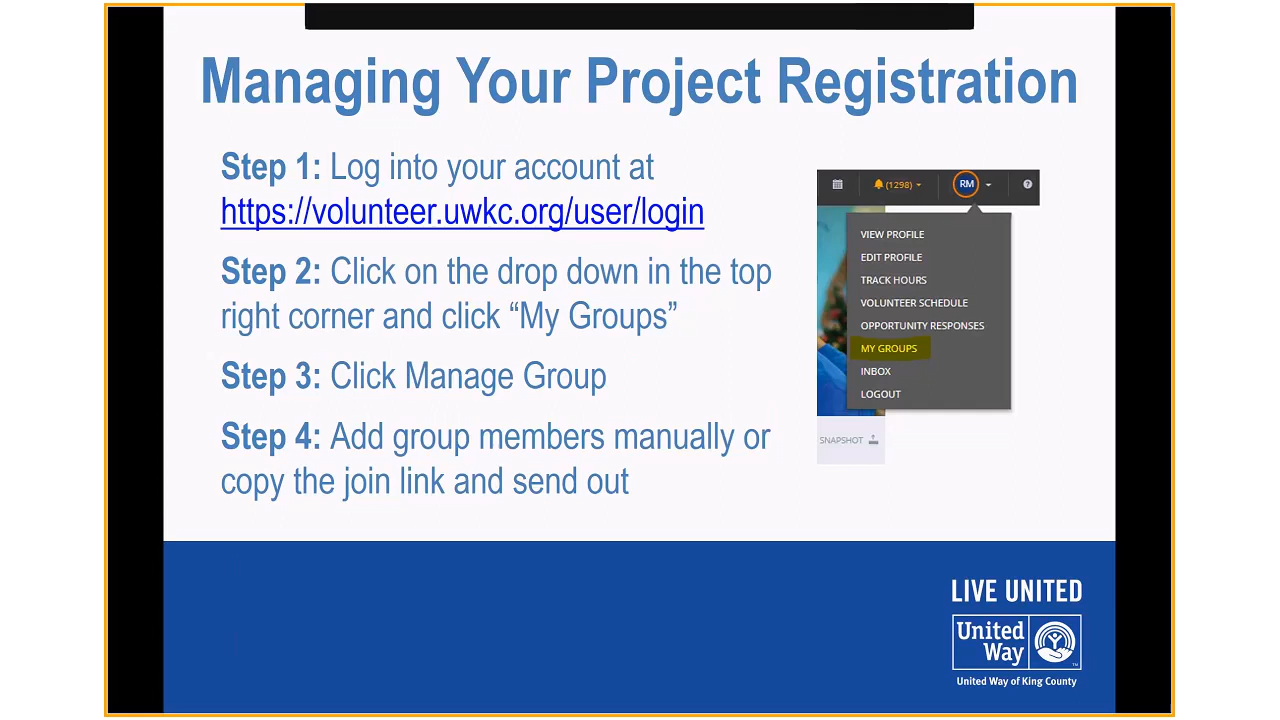 Managing Your Project Registration
Step 1: Log into your account at
https://volunteer.uwkc.org/user/login
Step 2: Click on the drop down in the top
right corner and click “My Groups”
Step 3: Click Manage Group
Step 4: Add group members manually or
copy the join link and send out
(1298) RM ?
VIEW PROFILE
EDIT PROFILE
TRACK HOURS
VOLUNTEER SCHEDULE
OPPORTUNITY RESPONSES
MY GROUPS
INBOX
LOGOUT
SNAPSHOT
LIVE UNITED
United
Way
United Way of King County